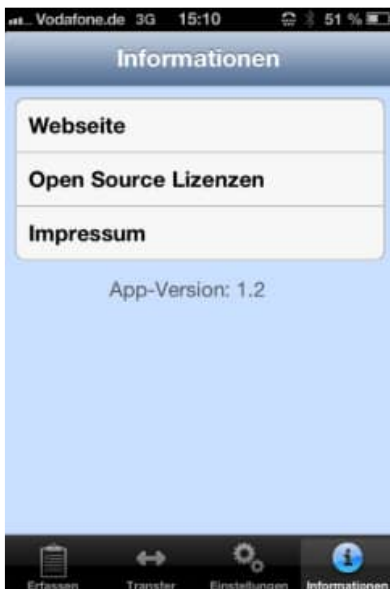 Vodafone.de 3G 15:10 51 %
Informationen
Webseite
Open Source Lizenzen
Impressum
App-Version: 1.2
Erfassen Transfer Einstellungen Informationen